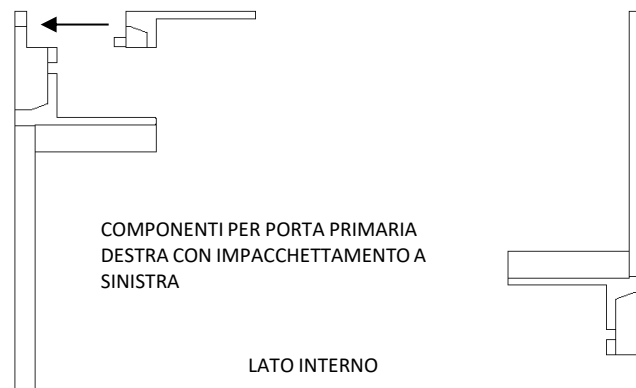 COMPONENTI PER PORTA PRIMARIA
DESTRA CON IMPACCHETTAMENTO A
SINISTRA
LATO INTERNO